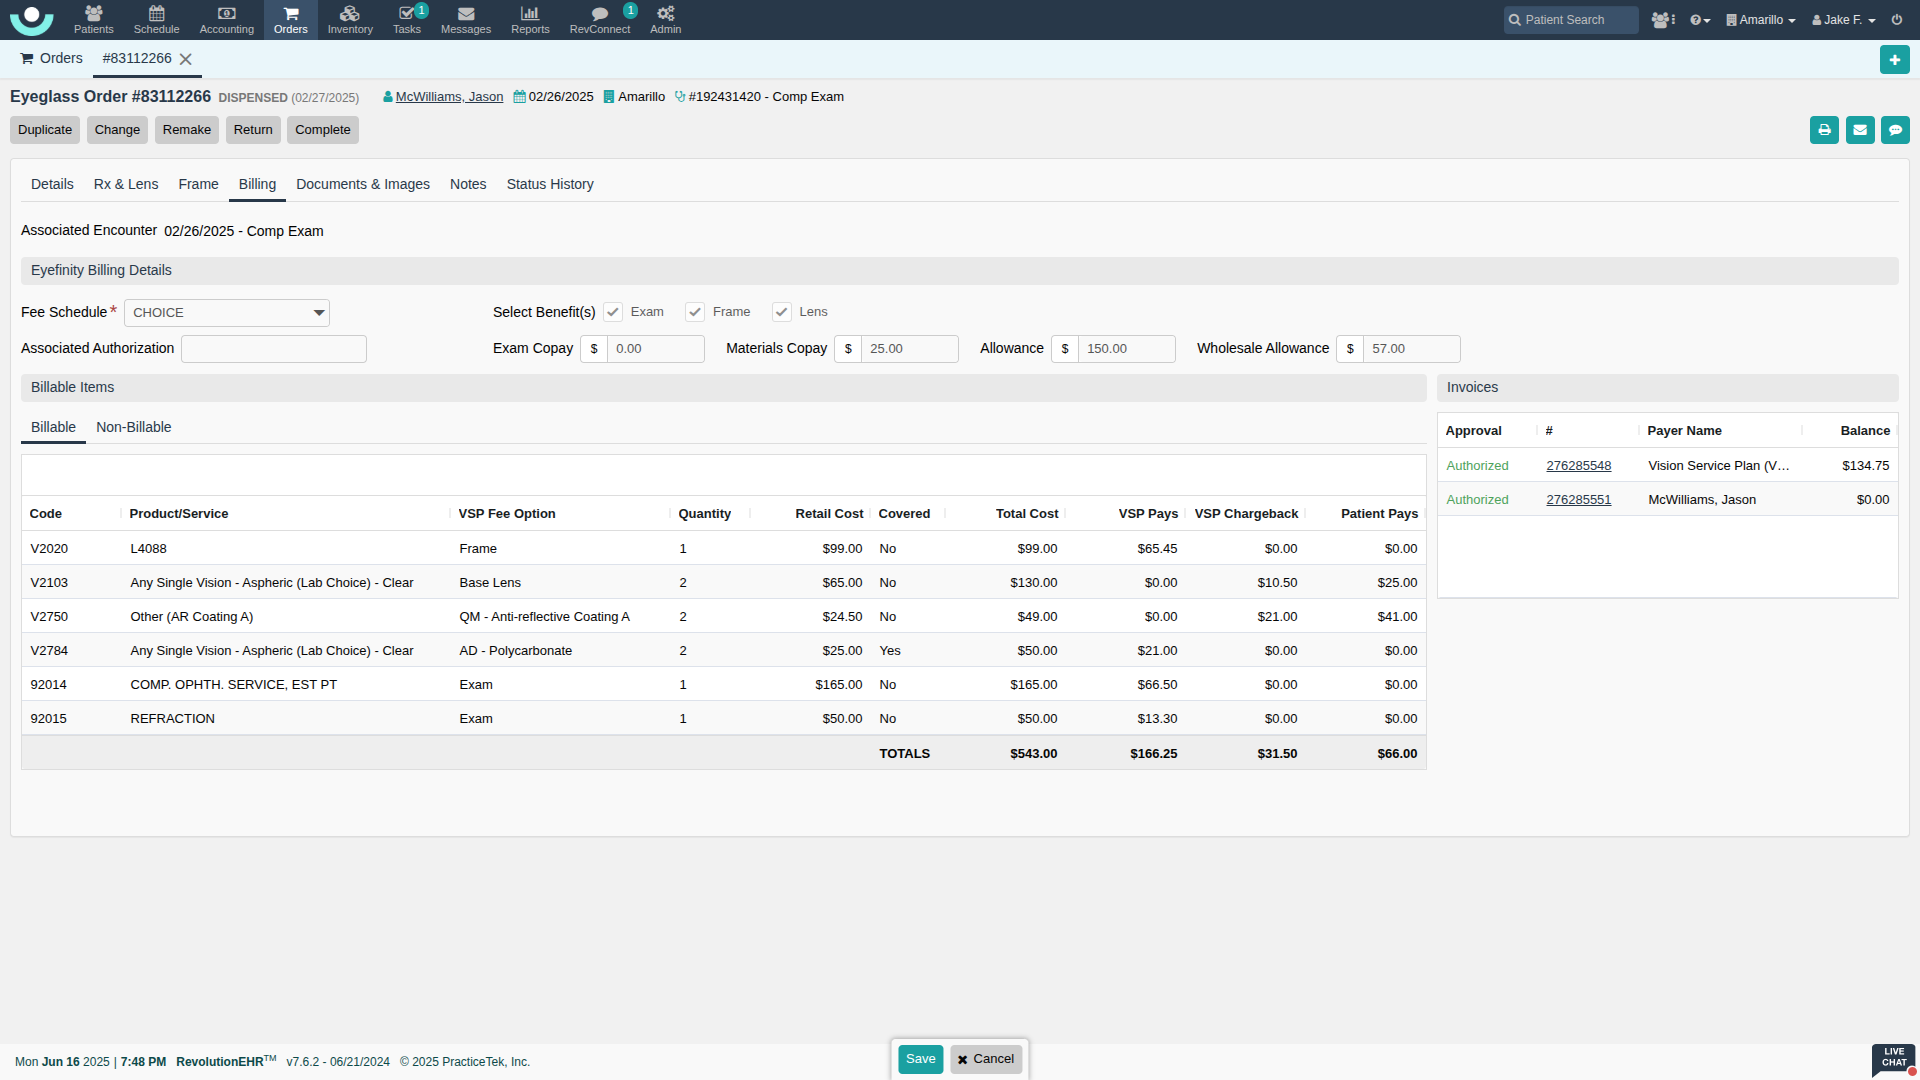 Patients Schedule Accounting Orders Inventory Tasks 1 Messages Reports RevConnect 1 Admin Patient Search Amarillo Jake F.
Orders #83112266
Eyeglass Order #83112266 DISPENSED (02/27/2025) McWilliams, Jason 02/26/2025 Amarillo #192431420 - Comp Exam
Duplicate Change Remake Return Complete
Details Rx & Lens Frame Billing Documents & Images Notes Status History
Associated Encounter 02/26/2025 - Comp Exam
Eyefinity Billing Details
Fee Schedule * CHOICE Select Benefit(s) Exam Frame Lens
Associated Authorization Exam Copay $ 0.00 Materials Copay $ 25.00 Allowance $ 150.00 Wholesale Allowance $ 57.00
Billable Items
Billable Non-Billable
Code Product/Service VSP Fee Option Quantity Retail Cost Covered Total Cost VSP Pays VSP Chargeback Patient Pays
V2020 L4088 Frame 1 $99.00 No $99.00 $65.45 $0.00 $0.00
V2103 Any Single Vision - Aspheric (Lab Choice) - Clear Base Lens 2 $65.00 No $130.00 $0.00 $10.50 $25.00
V2750 Other (AR Coating A) QM - Anti-reflective Coating A 2 $24.50 No $49.00 $0.00 $21.00 $41.00
V2784 Any Single Vision - Aspheric (Lab Choice) - Clear AD - Polycarbonate 2 $25.00 Yes $50.00 $21.00 $0.00 $0.00
92014 COMP. OPHTH. SERVICE, EST PT Exam 1 $165.00 No $165.00 $66.50 $0.00 $0.00
92015 REFRACTION Exam 1 $50.00 No $50.00 $13.30 $0.00 $0.00
TOTALS $543.00 $166.25 $31.50 $66.00
Invoices
Approval # Payer Name Balance
Authorized 276285548 Vision Service Plan (V… $134.75
Authorized 276285551 McWilliams, Jason $0.00
Mon Jun 16 2025 | 7:48 PM RevolutionEHR™ v7.6.2 - 06/21/2024 © 2025 PracticeTek, Inc.
Save Cancel
LIVE
CHAT